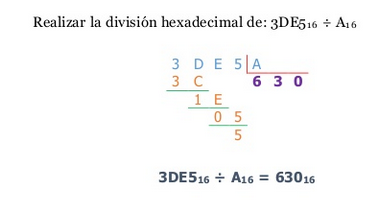 Realizar la división hexadecimal de: 3DE5₁₆ ÷ A₁₆
3 D E 5 A
3 C 6 3 0
1 E
0 5
5
3DE5₁₆ ÷ A₁₆ = 630₁₆